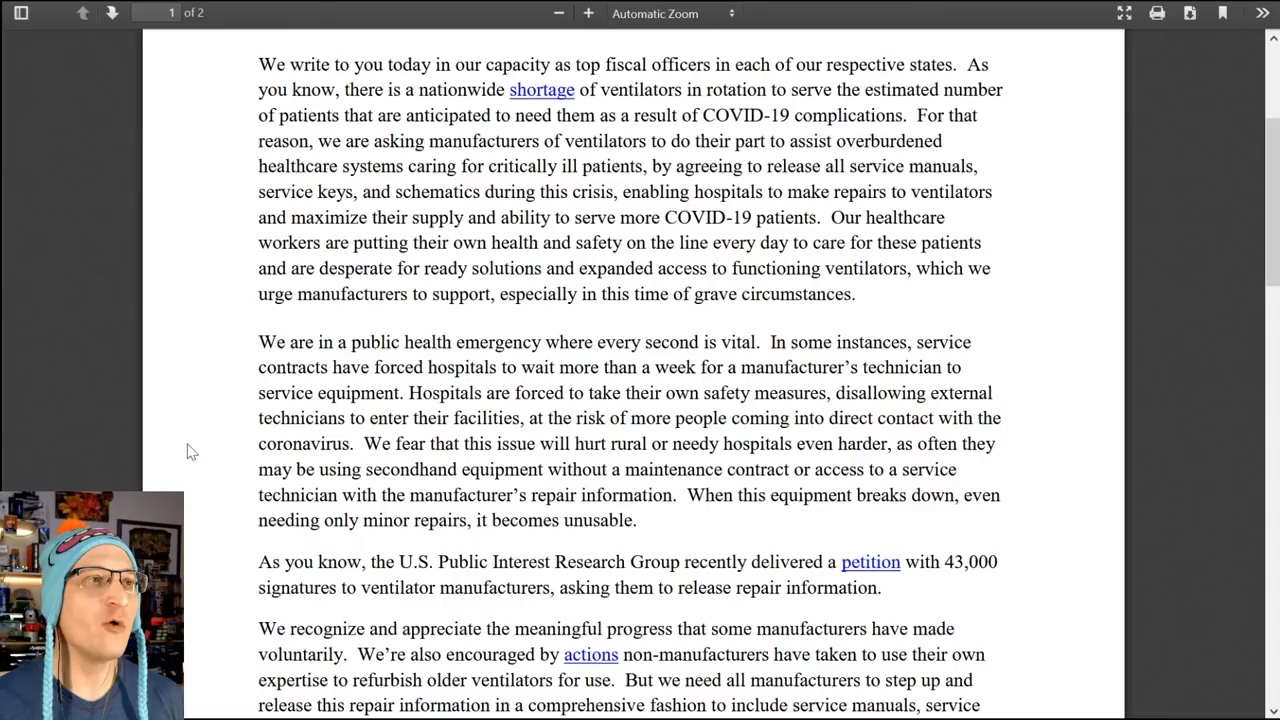 1 of 2
Automatic Zoom
We write to you today in our capacity as top fiscal officers in each of our respective states.  As
you know, there is a nationwide shortage of ventilators in rotation to serve the estimated number
of patients that are anticipated to need them as a result of COVID-19 complications.  For that
reason, we are asking manufacturers of ventilators to do their part to assist overburdened
healthcare systems caring for critically ill patients, by agreeing to release all service manuals,
service keys, and schematics during this crisis, enabling hospitals to make repairs to ventilators
and maximize their supply and ability to serve more COVID-19 patients.  Our healthcare
workers are putting their own health and safety on the line every day to care for these patients
and are desperate for ready solutions and expanded access to functioning ventilators, which we
urge manufacturers to support, especially in this time of grave circumstances.
We are in a public health emergency where every second is vital.  In some instances, service
contracts have forced hospitals to wait more than a week for a manufacturer’s technician to
service equipment. Hospitals are forced to take their own safety measures, disallowing external
technicians to enter their facilities, at the risk of more people coming into direct contact with the
coronavirus.  We fear that this issue will hurt rural or needy hospitals even harder, as often they
may be using secondhand equipment without a maintenance contract or access to a service
technician with the manufacturer’s repair information.  When this equipment breaks down, even
needing only minor repairs, it becomes unusable.
As you know, the U.S. Public Interest Research Group recently delivered a petition with 43,000
signatures to ventilator manufacturers, asking them to release repair information.
We recognize and appreciate the meaningful progress that some manufacturers have made
voluntarily.  We’re also encouraged by actions non-manufacturers have taken to use their own
expertise to refurbish older ventilators for use.  But we need all manufacturers to step up and
release this repair information in a comprehensive fashion to include service manuals, service